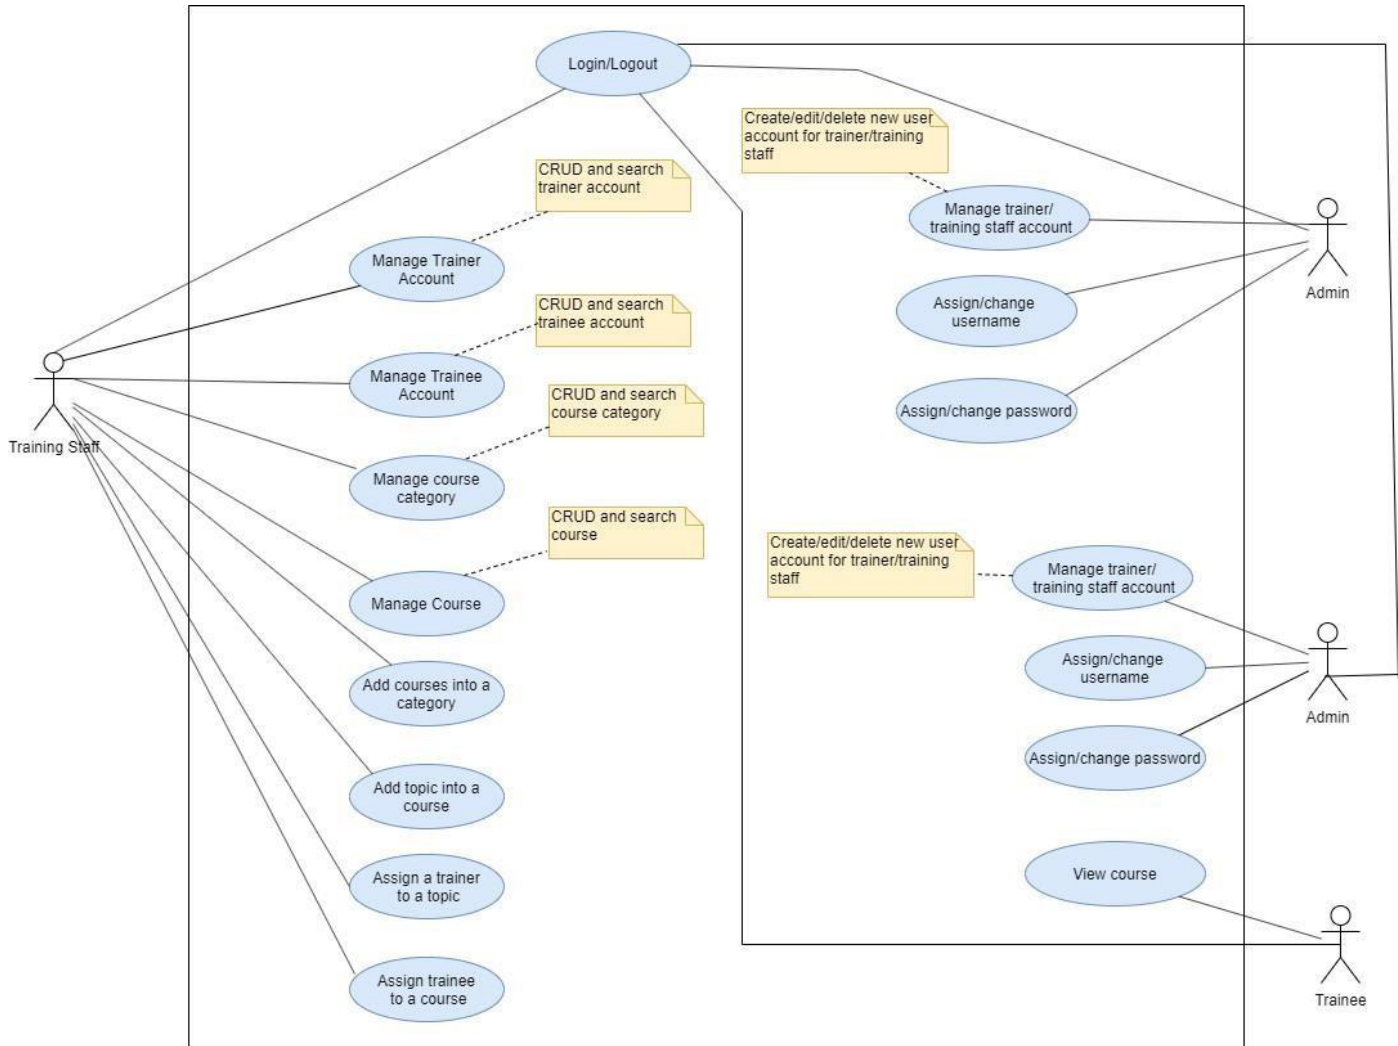 Login/Logout
Create/edit/delete new user
account for trainer/training
staff
CRUD and search
trainer account
Manage trainer/
training staff account
Manage Trainer
Account
Admin
CRUD and search
trainee account
Assign/change
username
Manage Trainee
Account
CRUD and search
course category
Assign/change password
Training Staff
Manage course
category
CRUD and search
course
Create/edit/delete new user
account for trainer/training
staff
Manage trainer/
training staff account
Manage Course
Assign/change
username
Add courses into a
category
Admin
Assign/change password
Add topic into a
course
View course
Assign a trainer
to a topic
Assign trainee
to a course
Trainee